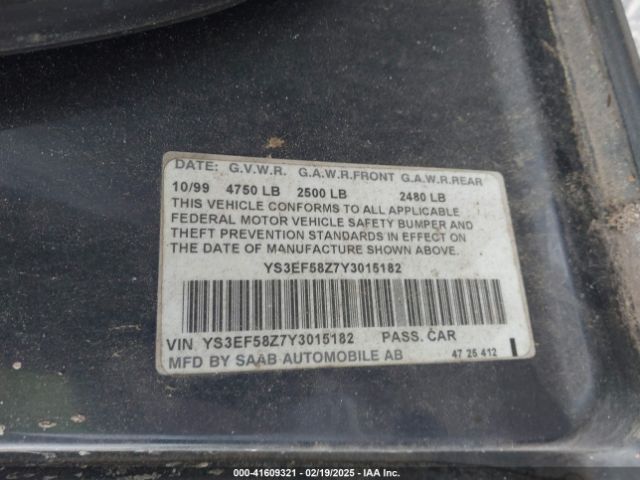 DATE: G.V.W.R. G.A.W.R.FRONT G.A.W.R.REAR
10/99 4750 LB 2500 LB 2480 LB
THIS VEHICLE CONFORMS TO ALL APPLICABLE
FEDERAL MOTOR VEHICLE SAFETY BUMPER AND
THEFT PREVENTION STANDARDS IN EFFECT ON
THE DATE OF MANUFACTURE SHOWN ABOVE.
YS3EF58Z7Y3015182
VIN YS3EF58Z7Y3015182 PASS. CAR
MFD BY SAAB AUTOMOBILE AB 47 25 412
000-41609321 - 02/19/2025 - IAA Inc.